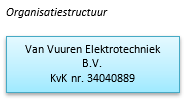 Organisatiestructuur
Van Vuuren Elektrotechniek
B.V.
KvK nr. 34040889